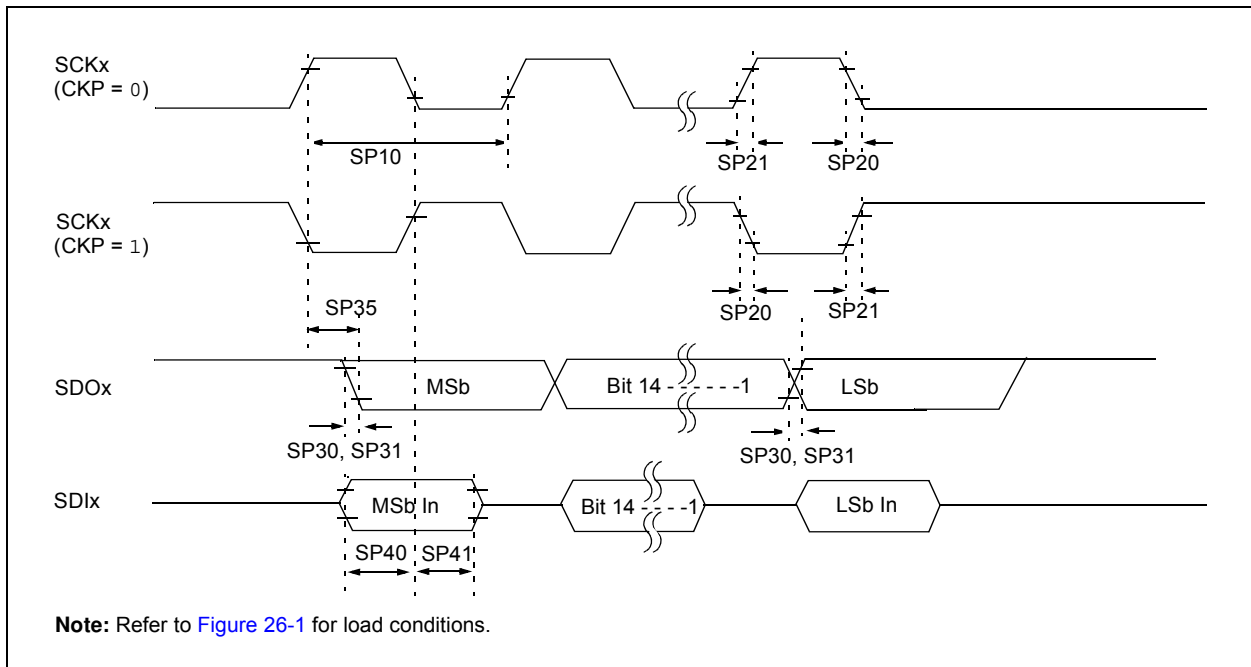 SCKx
(CKP = 0)
SP10
SP21
SP20
SCKx
(CKP = 1)
SP35
SP20
SP21
SDOx
MSb
Bit 14 - - - - - -1
LSb
SP30, SP31
SP30, SP31
SDIx
MSb In
Bit 14 - - - - -1
LSb In
SP40
SP41
Note: Refer to Figure 26-1 for load conditions.